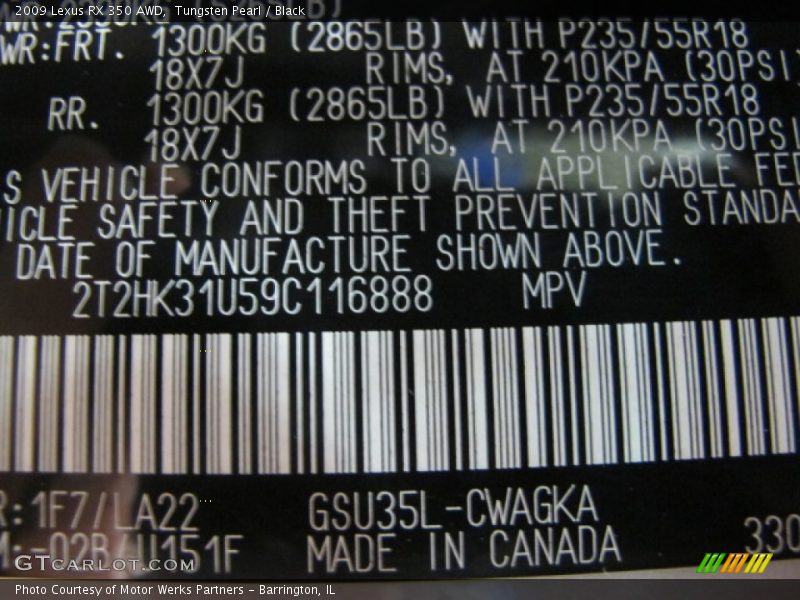 2009 Lexus RX 350 AWD, Tungsten Pearl / Black
WR:FRT. 1300KG (2865LB) WITH P235/55R18
18X7J RIMS, AT 210KPA (30PSI
RR. 1300KG (2865LB) WITH P235/55R18
18X7J RIMS, AT 210KPA (30PSI
S VEHICLE CONFORMS TO ALL APPLICABLE FED
ICLE SAFETY AND THEFT PREVENTION STANDA
DATE OF MANUFACTURE SHOWN ABOVE.
2T2HK31U59C116888 MPV
R:1F7/LA22 GSU35L-CWAGKA
MADE IN CANADA 330
GTcarlot.com
Photo Courtesy of Motor Werks Partners - Barrington, IL